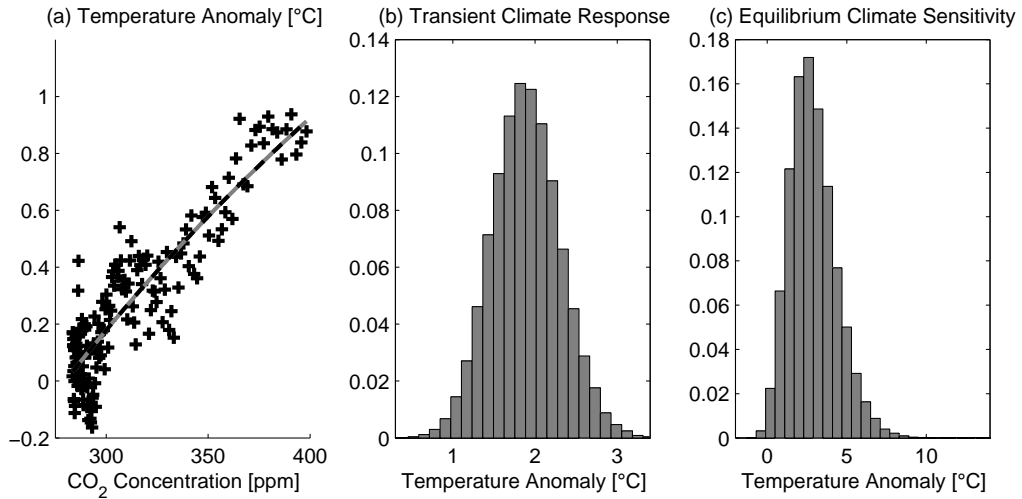 (a) Temperature Anomaly [°C]
1
0.8
0.6
0.4
0.2
0
−0.2
300 350 400
CO2 Concentration [ppm]
(b) Transient Climate Response
0.14
0.12
0.1
0.08
0.06
0.04
0.02
0
1 2 3
Temperature Anomaly [°C]
(c) Equilibrium Climate Sensitivity
0.18
0.16
0.14
0.12
0.1
0.08
0.06
0.04
0.02
0
0 5 10
Temperature Anomaly [°C]